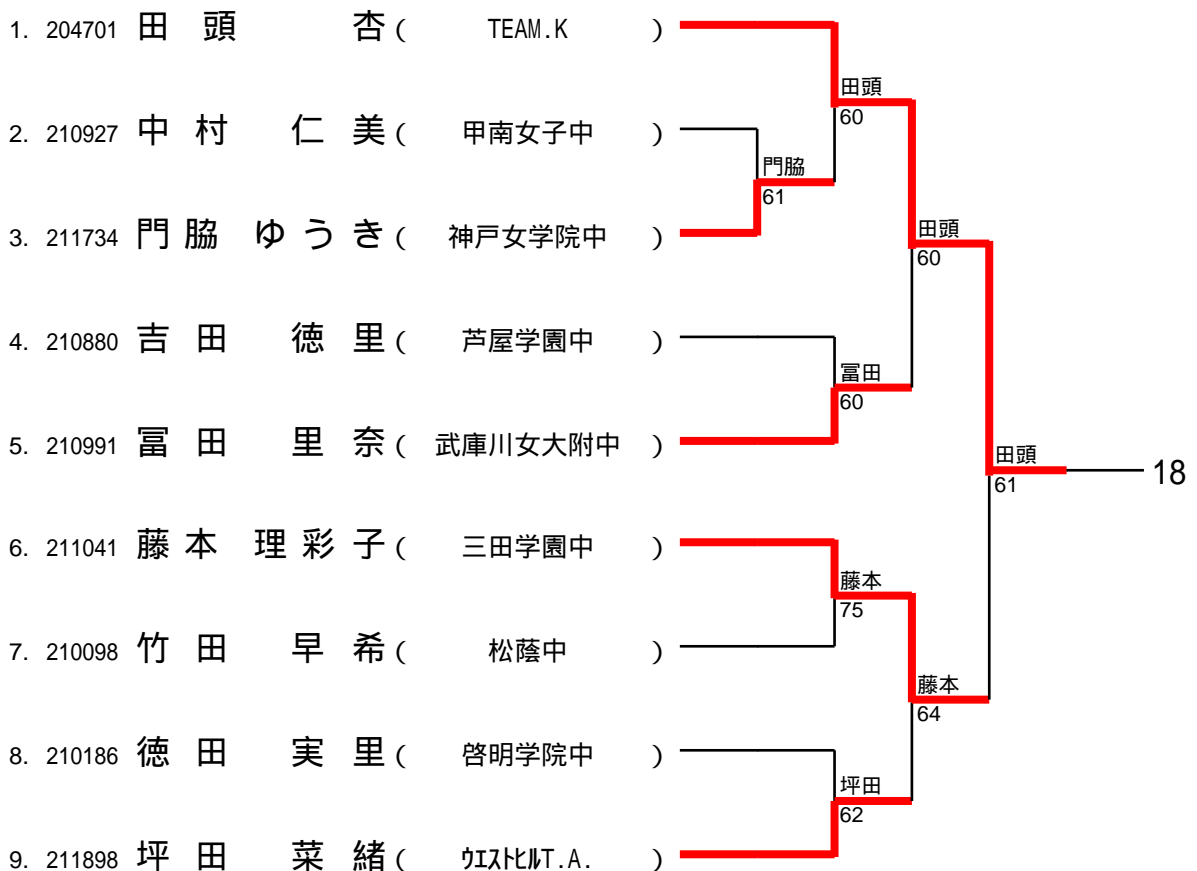 1. 204701 田 頭 杏 ( TEAM.K )
田頭
60
2. 210927 中 村 仁 美 ( 甲南女子中 )
門脇
61
3. 211734 門 脇 ゆ う き ( 神戸女学院中 )
田頭
60
4. 210880 吉 田 徳 里 ( 芦屋学園中 )
冨田
60
5. 210991 冨 田 里 奈 ( 武庫川女大附中 )
田頭
61
18
6. 211041 藤 本 理 彩 子 ( 三田学園中 )
藤本
75
7. 210098 竹 田 早 希 ( 松蔭中 )
藤本
64
8. 210186 徳 田 実 里 ( 啓明学院中 )
坪田
62
9. 211898 坪 田 菜 緒 ( ｳｴｽﾄﾋﾙT.A. )